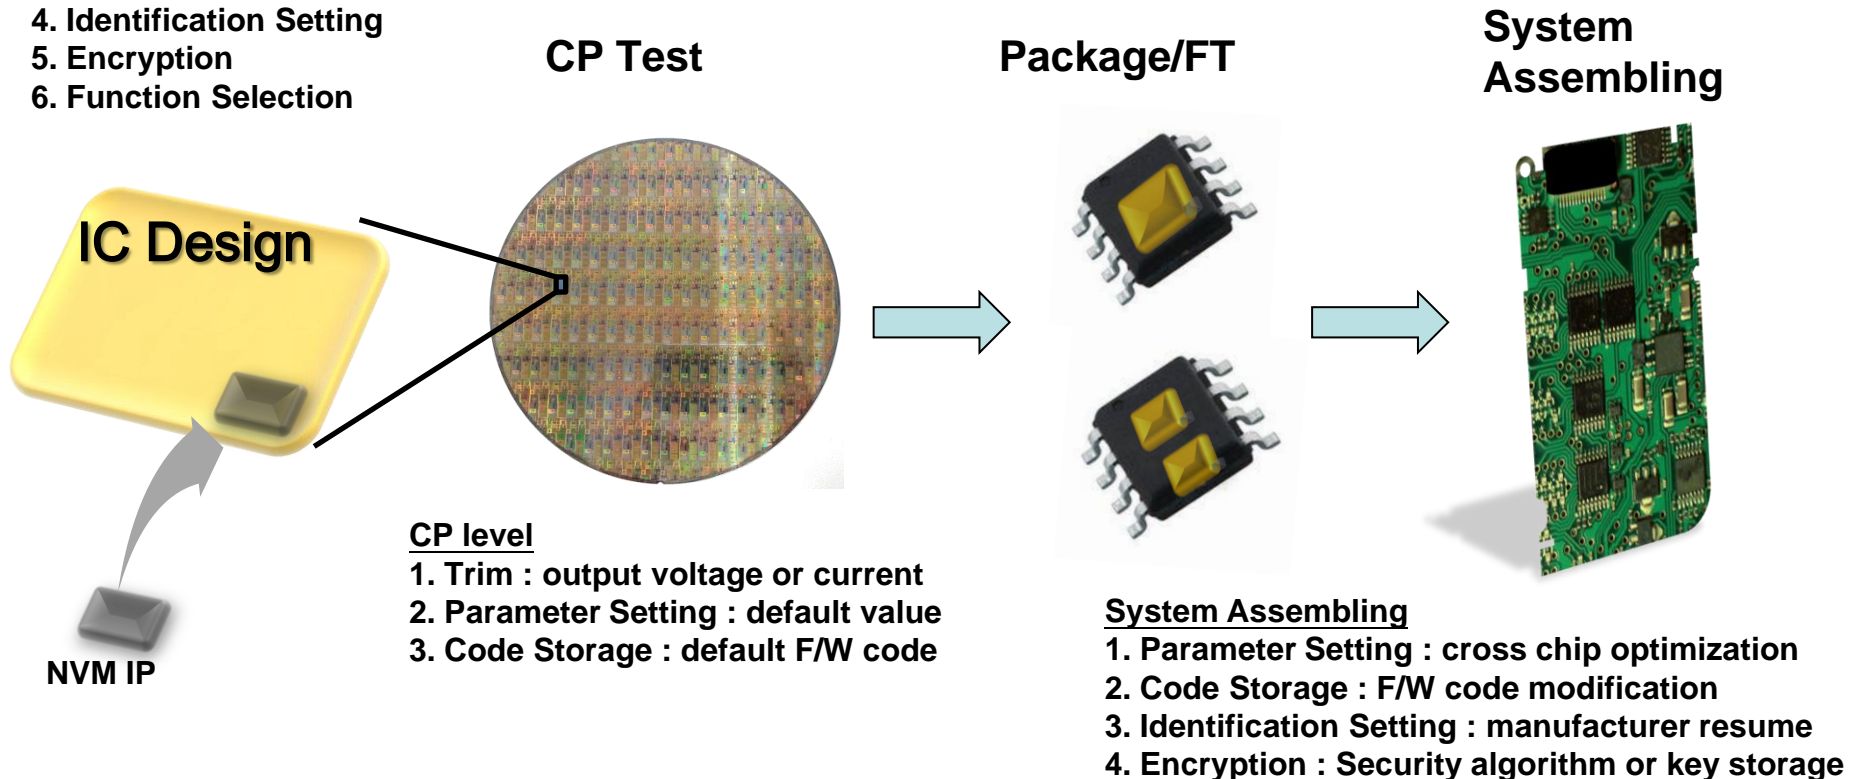 4. Identification Setting
5. Encryption
6. Function Selection
CP Test
Package/FT
System
Assembling
IC Design
NVM IP
CP level
1. Trim : output voltage or current
2. Parameter Setting : default value
3. Code Storage : default F/W code
System Assembling
1. Parameter Setting : cross chip optimization
2. Code Storage : F/W code modification
3. Identification Setting : manufacturer resume
4. Encryption : Security algorithm or key storage